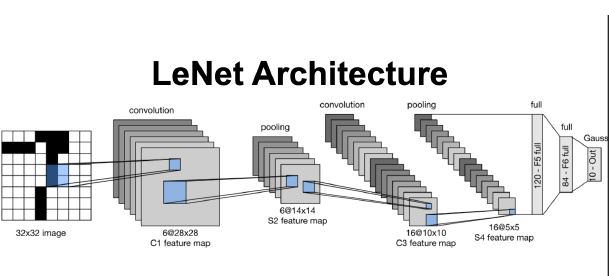 LeNet Architecture
convolution
pooling
convolution
pooling
full
full
Gauss
120 - F5 full
84 - F6 full
10 - Out
32x32 image
6@28x28
C1 feature map
6@14x14
S2 feature map
16@10x10
C3 feature map
16@5x5
S4 feature map